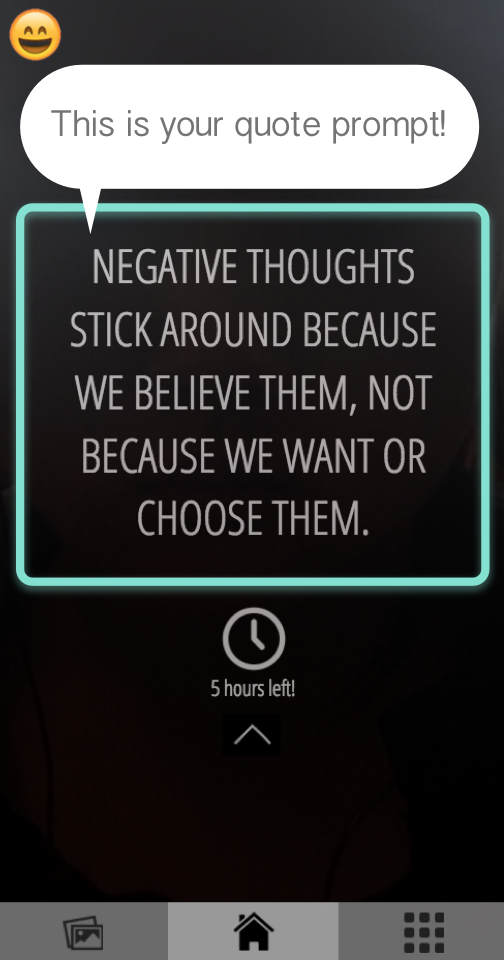 This is your quote prompt!
NEGATIVE THOUGHTS
STICK AROUND BECAUSE
WE BELIEVE THEM, NOT
BECAUSE WE WANT OR
CHOOSE THEM.
5 hours left!